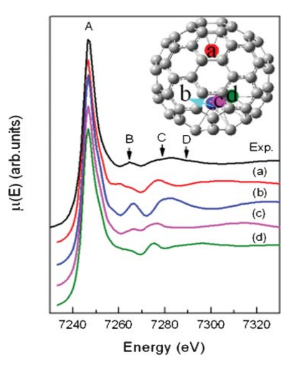 A
a
b
c
d
B
C
D
Exp.
(a)
(b)
(c)
(d)
μ(E) (arb.units)
7240 7260 7280 7300 7320
Energy (eV)